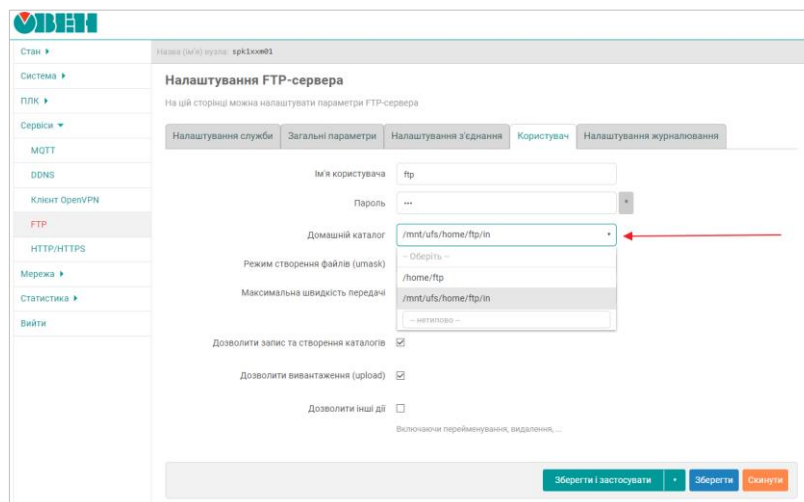 ОВЕН
Стан
Назва (ім'я) вузла: spk1xxm01
Система
ПЛК
Сервіси
MQTT
DDNS
Клієнт OpenVPN
FTP
HTTP/HTTPS
Мережа
Статистика
Вийти
Налаштування FTP-сервера
На цій сторінці можна налаштувати параметри FTP-сервера
Налаштування служби
Загальні параметри
Налаштування з'єднання
Користувач
Налаштування журналювання
Ім'я користувача
ftp
Пароль
•••
*
Домашній каталог
/mnt/ufs/home/ftp/in
-- Оберіть --
/home/ftp
/mnt/ufs/home/ftp/in
-- нетипово --
Режим створення файлів (umask)
Максимальна швидкість передачі
Дозволити запис та створення каталогів
Дозволити вивантаження (upload)
Дозволити інші дії
Включаючи перейменування, видалення, ...
Зберегти і застосувати
Зберегти
Скинути